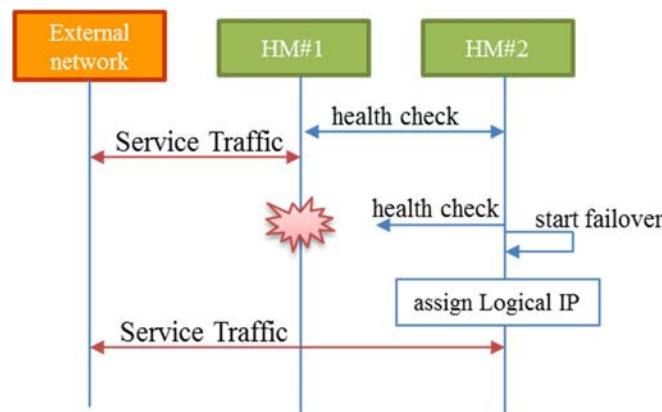 External
network
HM#1
HM#2
health check
Service Traffic
health check
start failover
assign Logical IP
Service Traffic